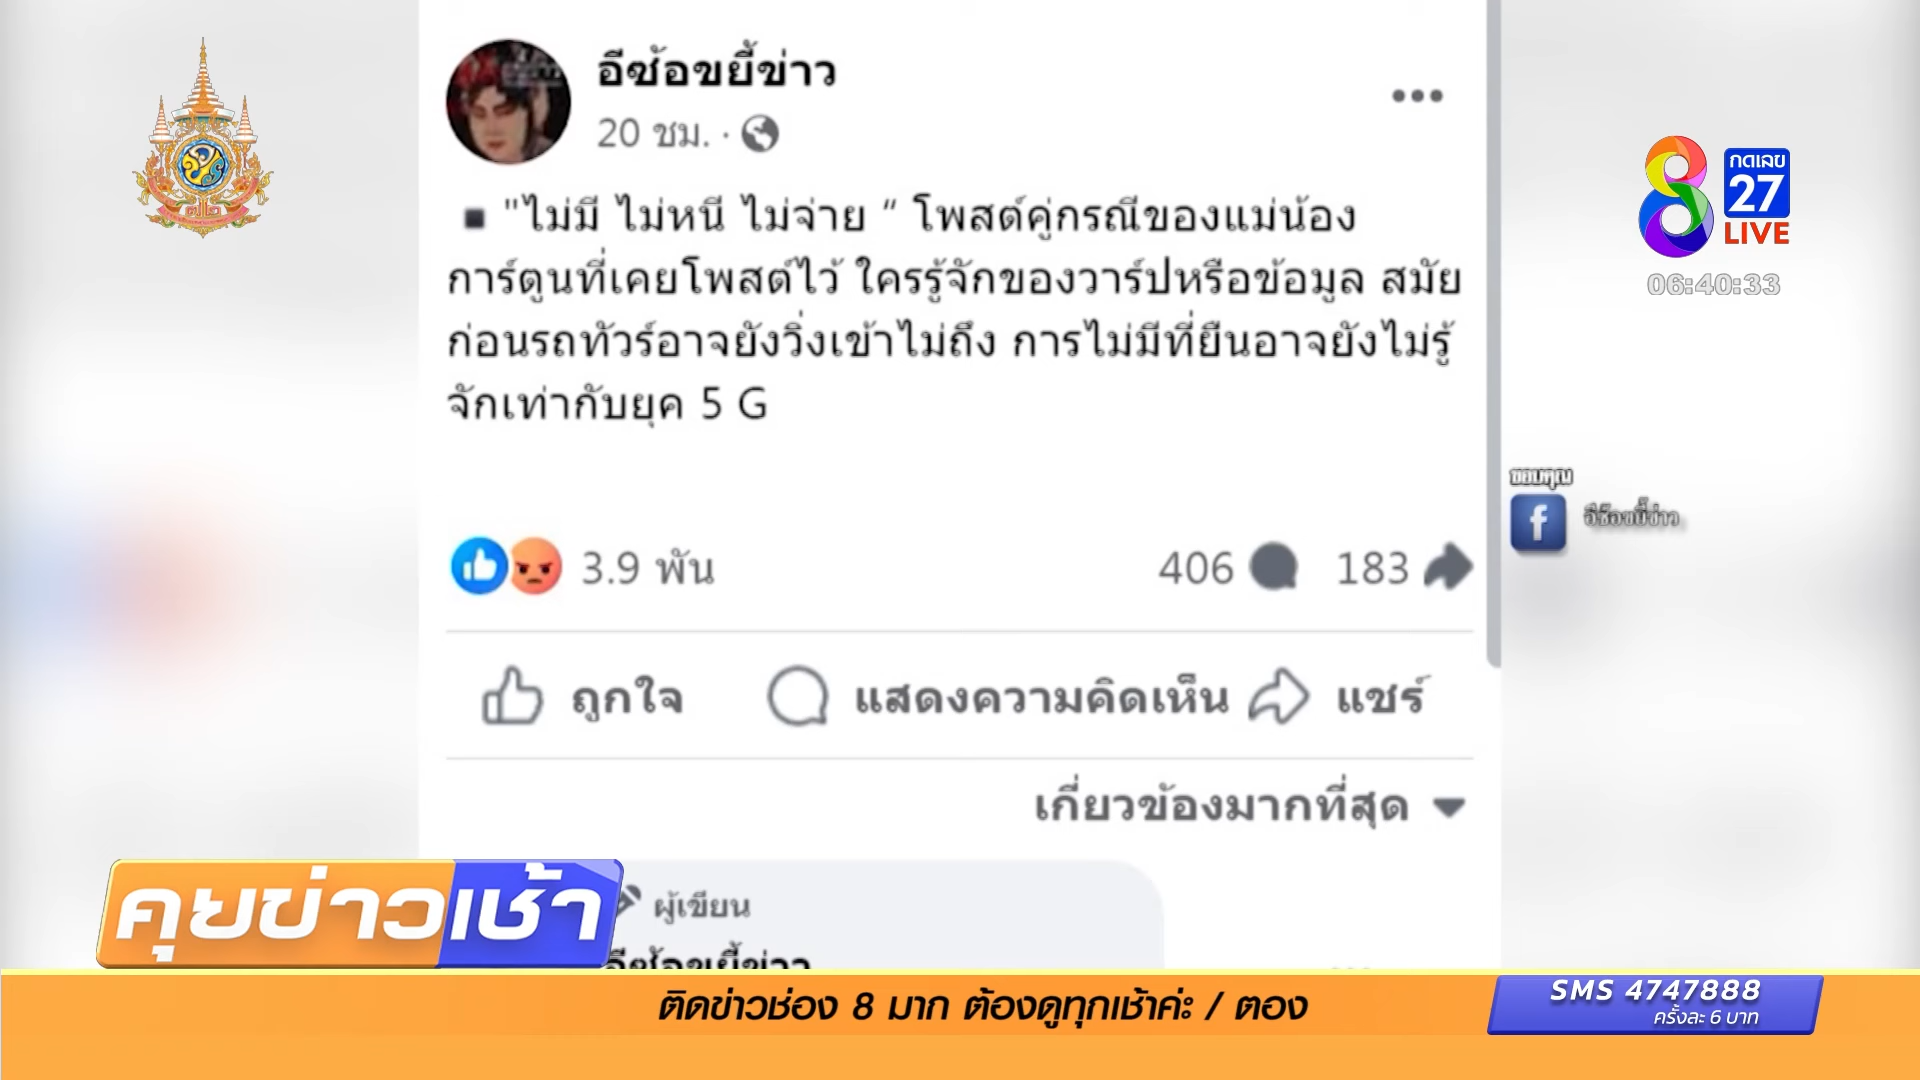 อีซ้อขยี้ข่าว
20 ชม. ·
▪ "ไม่มี ไม่หนี ไม่จ่าย “ โพสต์คู่กรณีของแม่น้อง
การ์ตูนที่เคยโพสต์ไว้ ใครรู้จักของวาร์ปหรือข้อมูล สมัย
ก่อนรถทัวร์อาจยังวิ่งเข้าไม่ถึง การไม่มีที่ยืนอาจยังไม่รู้
จักเท่ากับยุค 5 G
3.9 พัน 406 183
ถูกใจ แสดงความคิดเห็น แชร์
เกี่ยวข้องมากที่สุด
ผู้เขียน
อีซ้อขยี้ข่าว
8 กดเลข
27
LIVE
06:40:33
ขอบคุณ
f อีซ้อขยี้ข่าว
คุยข่าวเช้า
ติดข่าวช่อง 8 มาก ต้องดูทุกเช้าค่ะ / ตอง
SMS 4747888
ครั้งละ 6 บาท